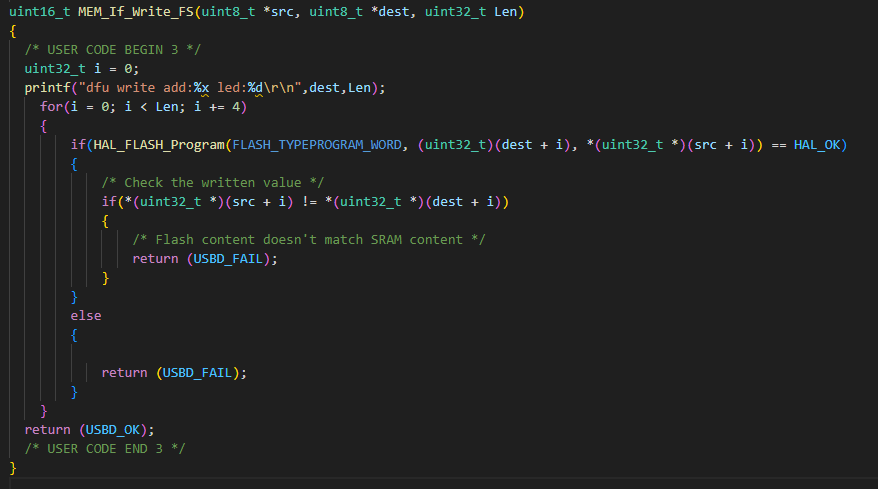 uint16_t MEM_If_Write_FS(uint8_t *src, uint8_t *dest, uint32_t Len)
{
  /* USER CODE BEGIN 3 */
  uint32_t i = 0;
  printf("dfu write add:%x led:%d\r\n",dest,Len);
    for(i = 0; i < Len; i += 4)
    {
        if(HAL_FLASH_Program(FLASH_TYPEPROGRAM_WORD, (uint32_t)(dest + i), *(uint32_t *)(src + i)) == HAL_OK)
        {
            /* Check the written value */
            if(*(uint32_t *)(src + i) != *(uint32_t *)(dest + i))
            {
                /* Flash content doesn't match SRAM content */
                return (USBD_FAIL);
            }
        }
        else
        {

            return (USBD_FAIL);
        }
    }
  return (USBD_OK);
  /* USER CODE END 3 */
}